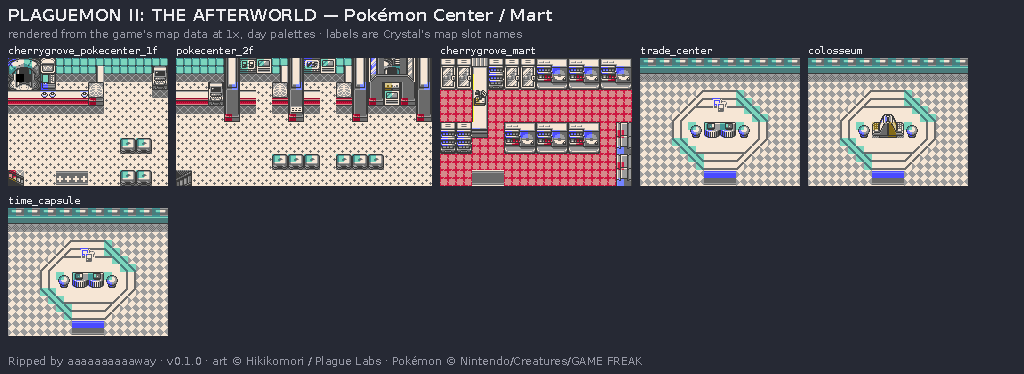 PLAGUEMON II: THE AFTERWORLD — Pokémon Center / Mart
rendered from the game's map data at 1x, day palettes · labels are Crystal's map slot names
cherrygrove_pokecenter_1f
pokecenter_2f
cherrygrove_mart
trade_center
colosseum
time_capsule
Ripped by aaaaaaaaaaway · v0.1.0 · art © Hikikomori / Plague Labs · Pokémon © Nintendo/Creatures/GAME FREAK